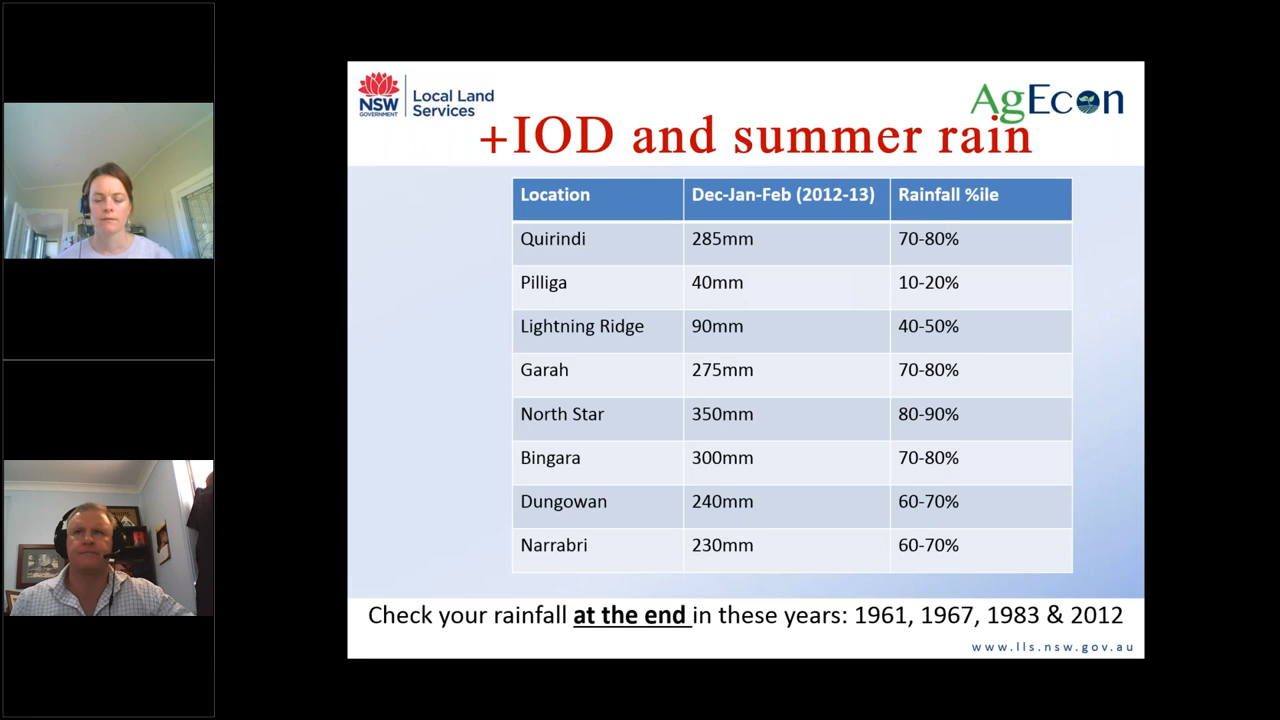 NSW
GOVERNMENT
Local Land
Services
AgEcon
+IOD and summer rain
Location Dec-Jan-Feb (2012-13) Rainfall %ile
Quirindi 285mm 70-80%
Pilliga 40mm 10-20%
Lightning Ridge 90mm 40-50%
Garah 275mm 70-80%
North Star 350mm 80-90%
Bingara 300mm 70-80%
Dungowan 240mm 60-70%
Narrabri 230mm 60-70%
Check your rainfall at the end in these years: 1961, 1967, 1983 & 2012
www.lls.nsw.gov.au